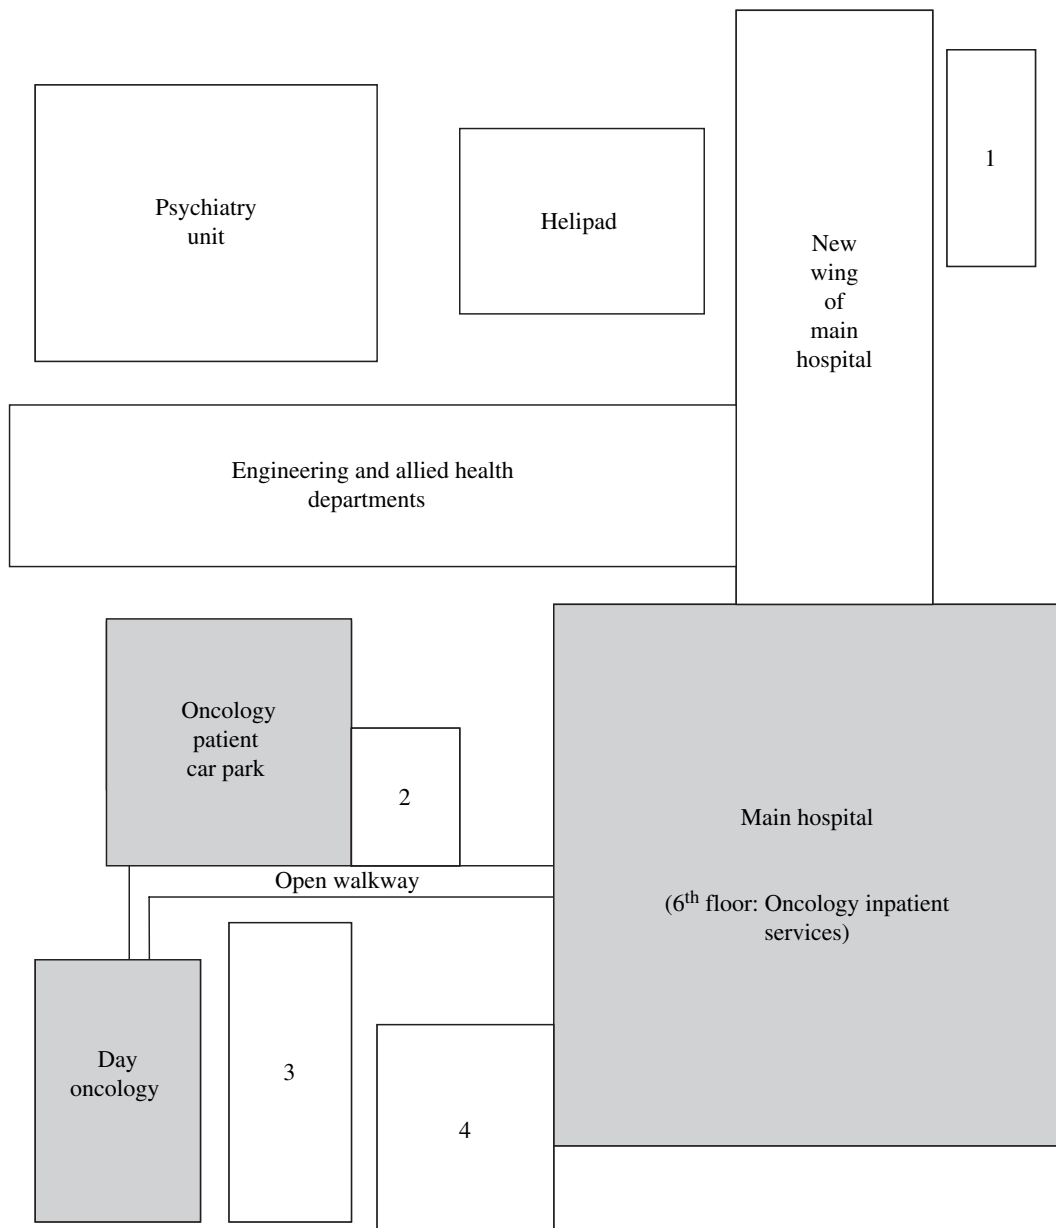 Psychiatry
unit
Helipad
New
wing
of
main
hospital
1
Engineering and allied health
departments
Oncology
patient
car park
2
Main hospital
(6th floor: Oncology inpatient
services)
Open walkway
Day
oncology
3
4